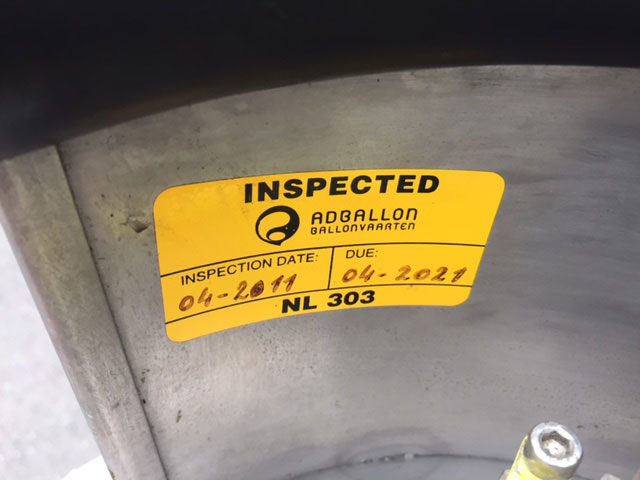 INSPECTED
ADBALLON
BALLONVAARTEN
INSPECTION DATE:
04-2011
DUE:
04-2021
NL 303